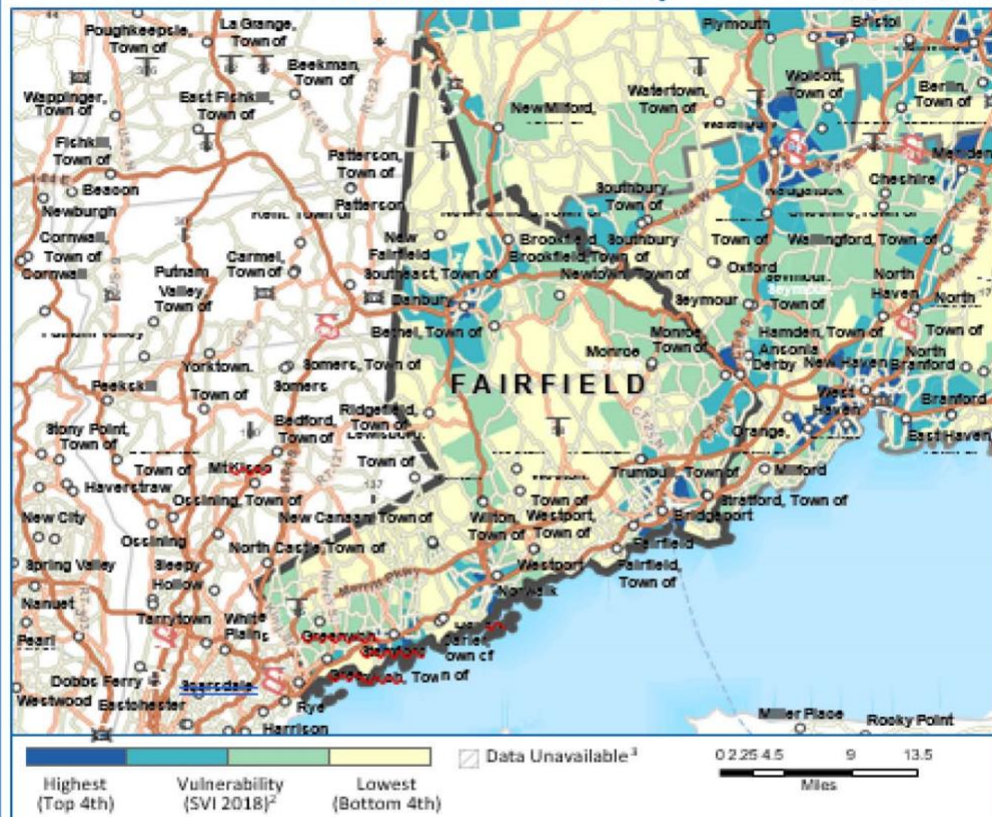 Poughkeepsie,
Town of
La Grange,
Town of
Plymouth
Bristol
Beekman,
Town of
Wappinger,
Town of
East Fishkill,
Town of
New Milford,
Watertown,
Town of
Wolcott,
Town of
Berlin,
Town of
Fishkill,
Town of
Patterson,
Town of
Meriden
Beacon
Patterson
Southbury,
Town of
Naugatuck
Cheshire
Newburgh
Cornwall,
Town of
Cornwall
Carmel,
Town of
New
Fairfield
Southeast, Town of
Brookfield
Brookfield, Town of
Southbury
Town of
Wallingford, Town of
Putnam
Valley
Town of
Newtown, Town of
Oxford
Seymour
Seymour
Town of
North
Haven
North
Danbury
Bethel, Town of
Monroe
Monroe
Town of
Hamden, Town of
Town of
Ansonia
Derby
New Haven
North
Branford
Yorktown.
Town of
Somers, Town of
Somers
FAIRFIELD
West
Haven
Branford
Peekskill
Bedford,
Town of
Ridgefield,
Town of
Lewisboro,
Town of
Orange,
East Haven,
Stony Point,
Town of
Town of
Mt Kisco
137
Trumbull
Town of
Milford
Haverstraw
Ossining, Town of
Town of
Stratford, Town of
New City
New Canaan Town of
Wilton,
Town of
Westport,
Town of
Bridgeport
Ossining
North Castle, Town of
Fairfield
Spring Valley
Sleepy
Hollow
Merritt Pkwy
Westport
Fairfield,
Town of
Nanuet
Norwalk
Tarrytown
White
Plains
Greenwich
Pearl
Stamford
Town of
Dobbs Ferry
Scarsdale
Westwood
Eastchester
Rye
Harrison
Miller Place
Rocky Point
Highest
(Top 4th)
Vulnerability
(SVI 2018)²
Lowest
(Bottom 4th)
Data Unavailable³
0 2.25 4.5 9 13.5
Miles